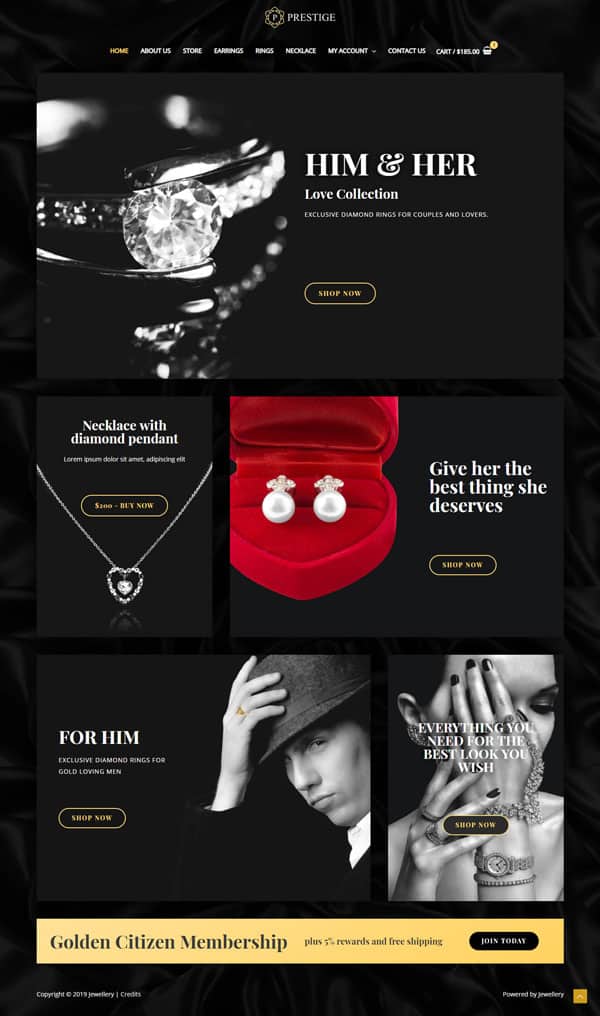 P PRESTIGE
HOME ABOUT US STORE EARRINGS RINGS NECKLACE MY ACCOUNT CONTACT US CART / $185.00 1
HIM & HER
Love Collection
EXCLUSIVE DIAMOND RINGS FOR COUPLES AND LOVERS.
SHOP NOW
Necklace with
diamond pendant
Lorem ipsum dolor sit amet, adipiscing elit
$200 - BUY NOW
Give her the
best thing she
deserves
SHOP NOW
FOR HIM
EXCLUSIVE DIAMOND RINGS FOR
GOLD LOVING MEN
SHOP NOW
EVERYTHING YOU
NEED FOR THE
BEST LOOK YOU
WISH
SHOP NOW
Golden Citizen Membership
plus 5% rewards and free shipping
JOIN TODAY
Copyright © 2019 Jewellery | Credits
Powered by Jewellery